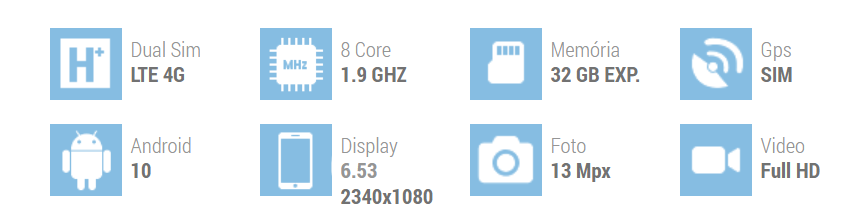 H+
Dual Sim
LTE 4G
MHz
8 Core
1.9 GHZ
Memória
32 GB EXP.
Gps
SIM
Android
10
Display
6.53
2340x1080
Foto
13 Mpx
Video
Full HD